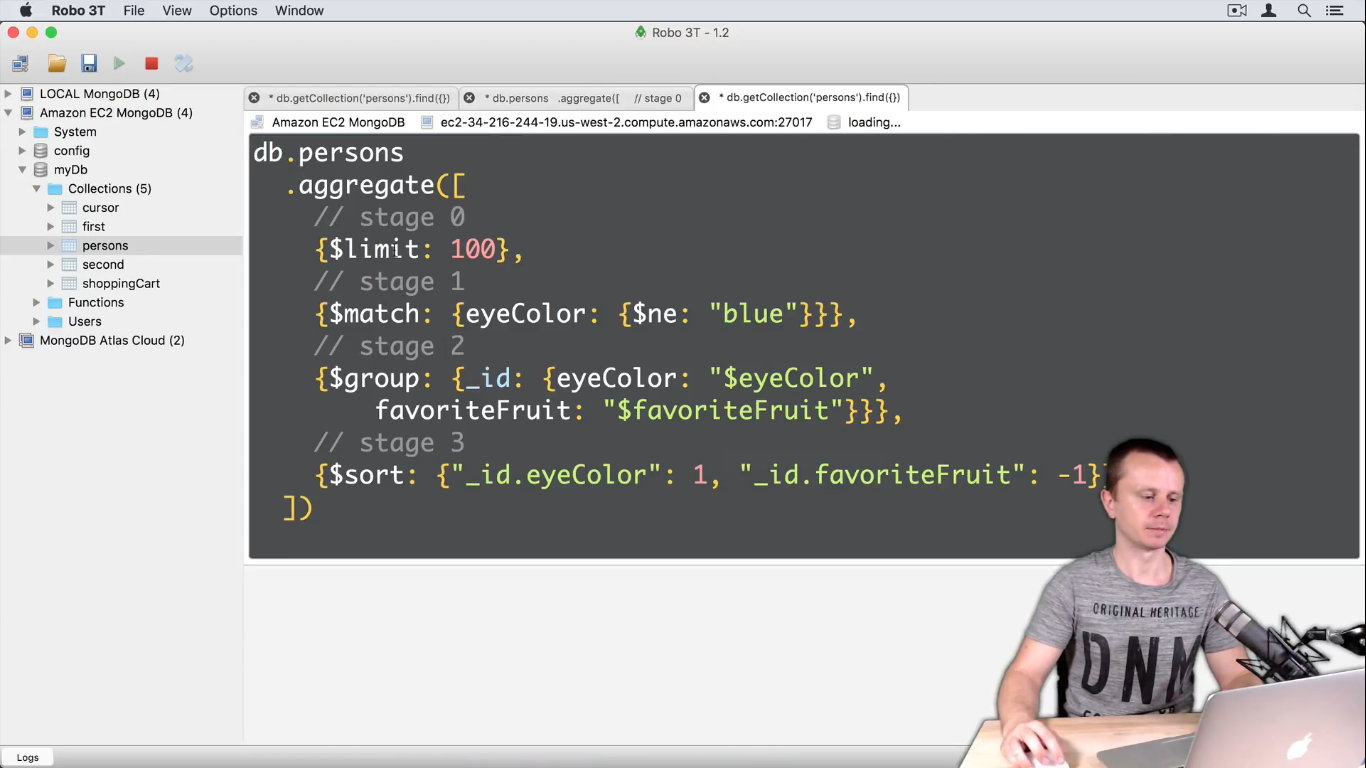 Robo 3T File View Options Window
Robo 3T - 1.2
LOCAL MongoDB (4)
Amazon EC2 MongoDB (4)
System
config
myDb
Collections (5)
cursor
first
persons
second
shoppingCart
Functions
Users
MongoDB Atlas Cloud (2)
* db.getCollection('persons').find({}) * db.persons .aggregate([ // stage 0 * db.getCollection('persons').find({})
Amazon EC2 MongoDB ec2-34-216-244-19.us-west-2.compute.amazonaws.com:27017 loading...
db.persons
.aggregate([
// stage 0
{$limit: 100},
// stage 1
{$match: {eyeColor: {$ne: "blue"}}},
// stage 2
{$group: {_id: {eyeColor: "$eyeColor",
favoriteFruit: "$favoriteFruit"}}},
// stage 3
{$sort: {"_id.eyeColor": 1, "_id.favoriteFruit": -1}}
])
ORIGINAL HERITAGE
DNM
Logs